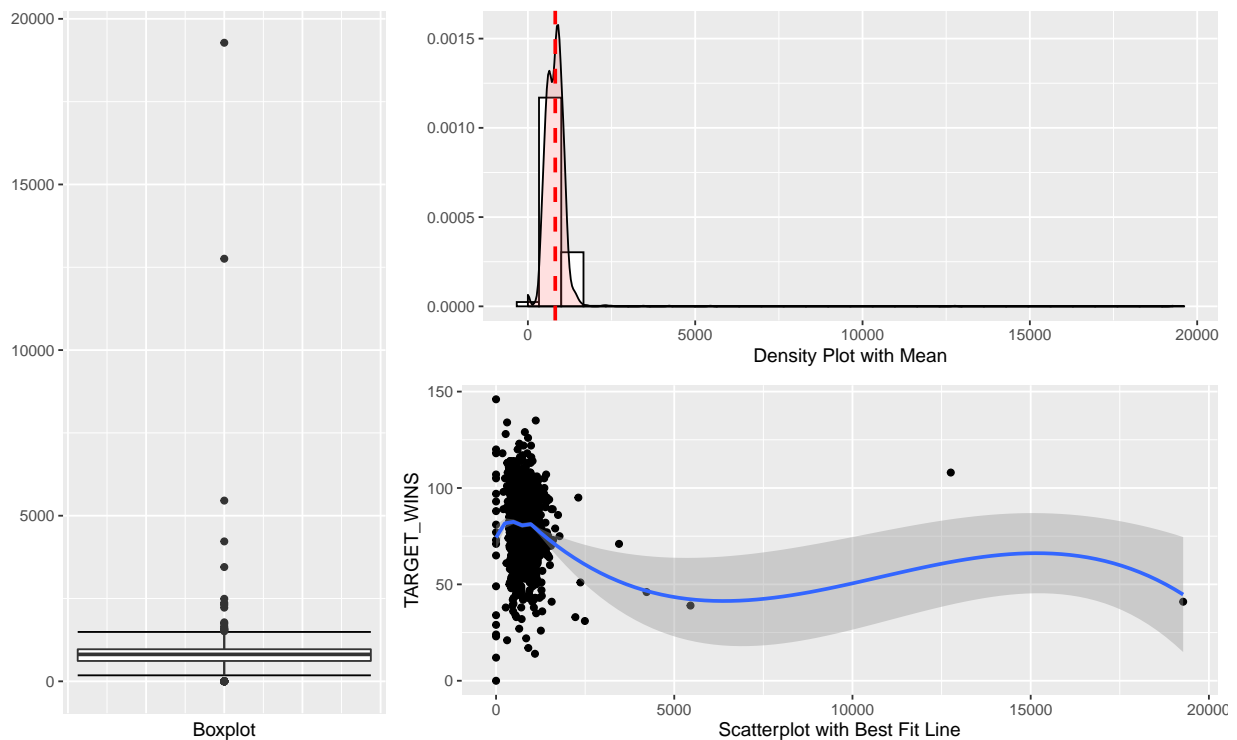 20000
15000
10000
5000
0
Boxplot
0.0015
0.0010
0.0005
0.0000
0 5000 10000 15000 20000
Density Plot with Mean
TARGET_WINS
150
100
50
0
0 5000 10000 15000 20000
Scatterplot with Best Fit Line